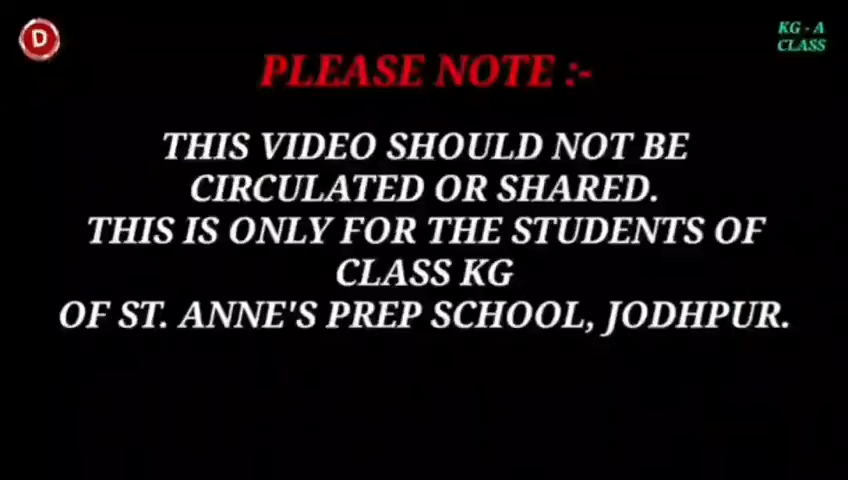 D
KG - A
CLASS
PLEASE NOTE :-
THIS VIDEO SHOULD NOT BE
CIRCULATED OR SHARED.
THIS IS ONLY FOR THE STUDENTS OF
CLASS KG
OF ST. ANNE'S PREP SCHOOL, JODHPUR.